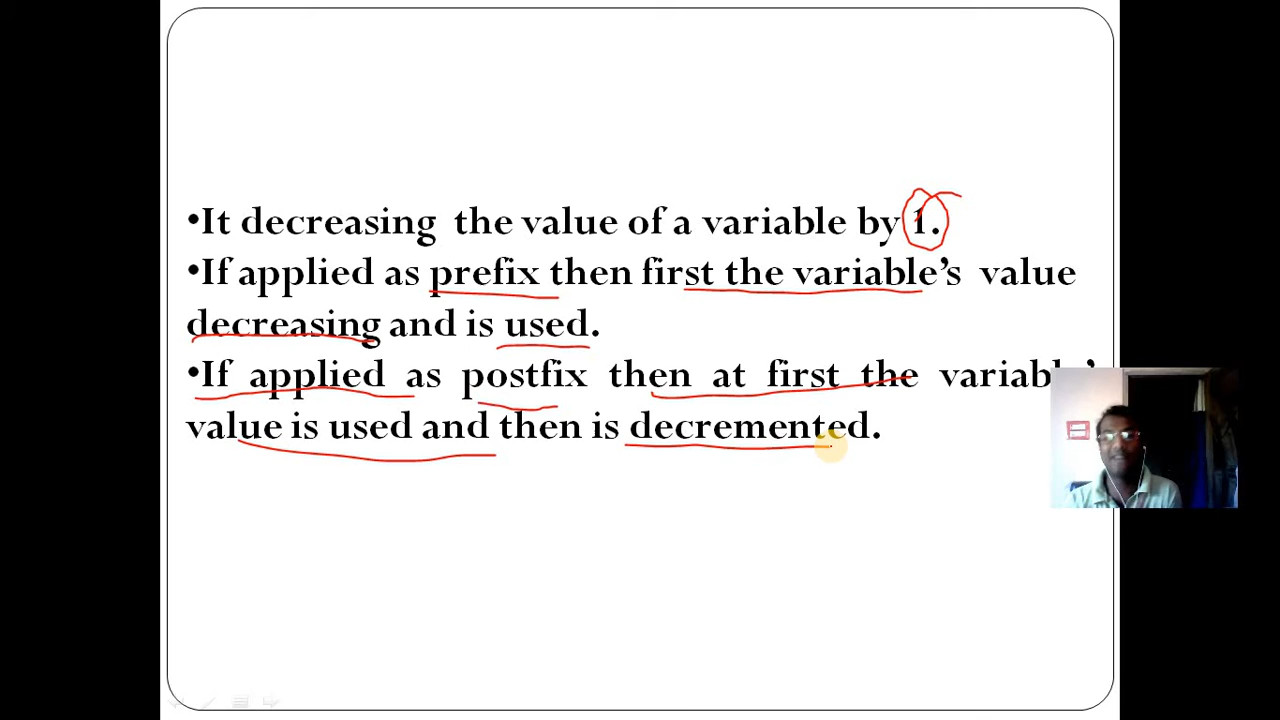 •It decreasing the value of a variable by 1.
•If applied as prefix then first the variable’s value
decreasing and is used.
•If applied as postfix then at first the
value is used and then is decremented.